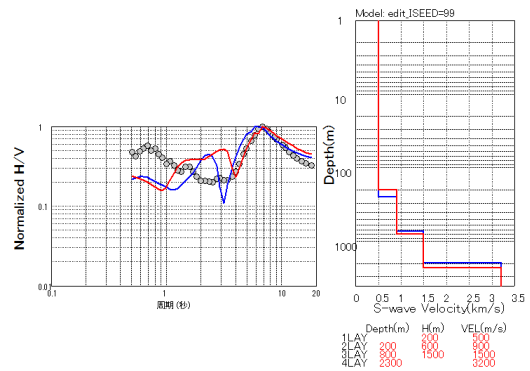 Model: edit_ISEED=99
1
10
100
1000
Depth(m)
0 0.5 1 1.5 2 2.5 3 3.5
S-wave Velocity(km/s)
Normalized H/V
1
0.1
0.01
0.1 1 10 20
周期(秒)
Depth(m) H(m) VEL(m/s)
1LAY 200 500
2LAY 200 600 900
3LAY 800 1500 1500
4LAY 2300 3200